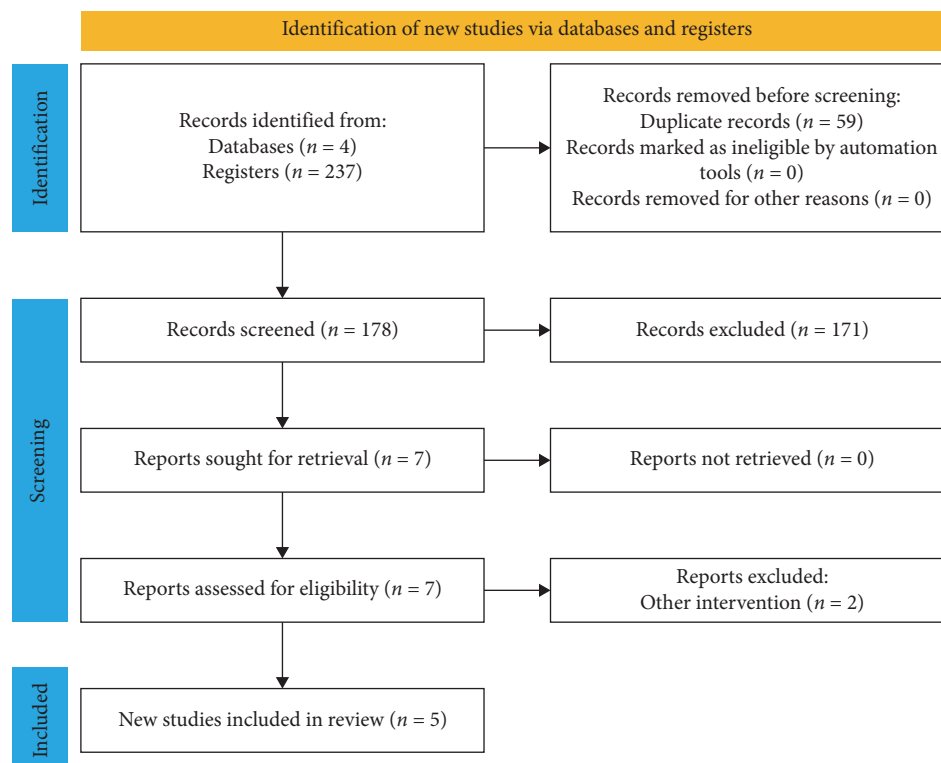 Identification of new studies via databases and registers
Identification
Records identified from:
Databases (n = 4)
Registers (n = 237)
Records removed before screening:
Duplicate records (n = 59)
Records marked as ineligible by automation
tools (n = 0)
Records removed for other reasons (n = 0)
Screening
Records screened (n = 178)
Records excluded (n = 171)
Reports sought for retrieval (n = 7)
Reports not retrieved (n = 0)
Reports assessed for eligibility (n = 7)
Reports excluded:
Other intervention (n = 2)
Included
New studies included in review (n = 5)